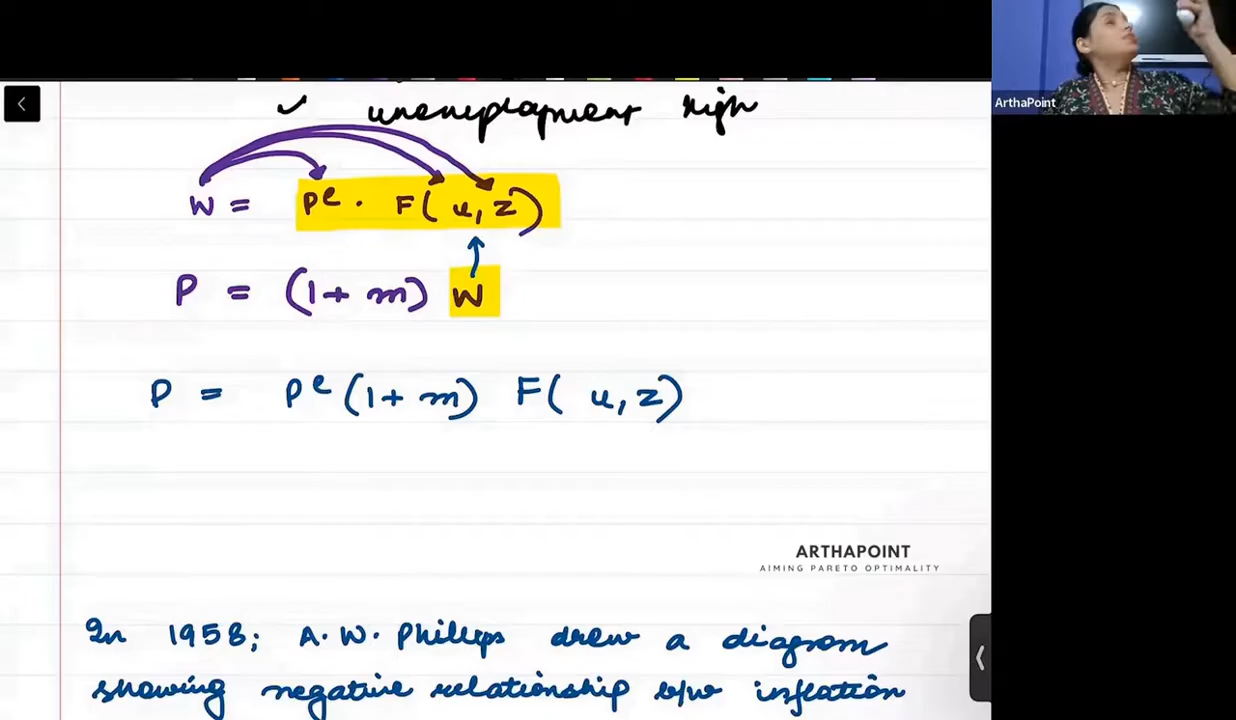 ArthaPoint
✓ unemployment high
W = Pᵉ. F(u, z)
P = (1+ m) W
P = Pᵉ(1+ m) F( u, z)
ARTHAPOINT
AIMING PARETO OPTIMALITY
In 1958; A.W. Phillips drew a diagram
showing negative relationship b/w inflation